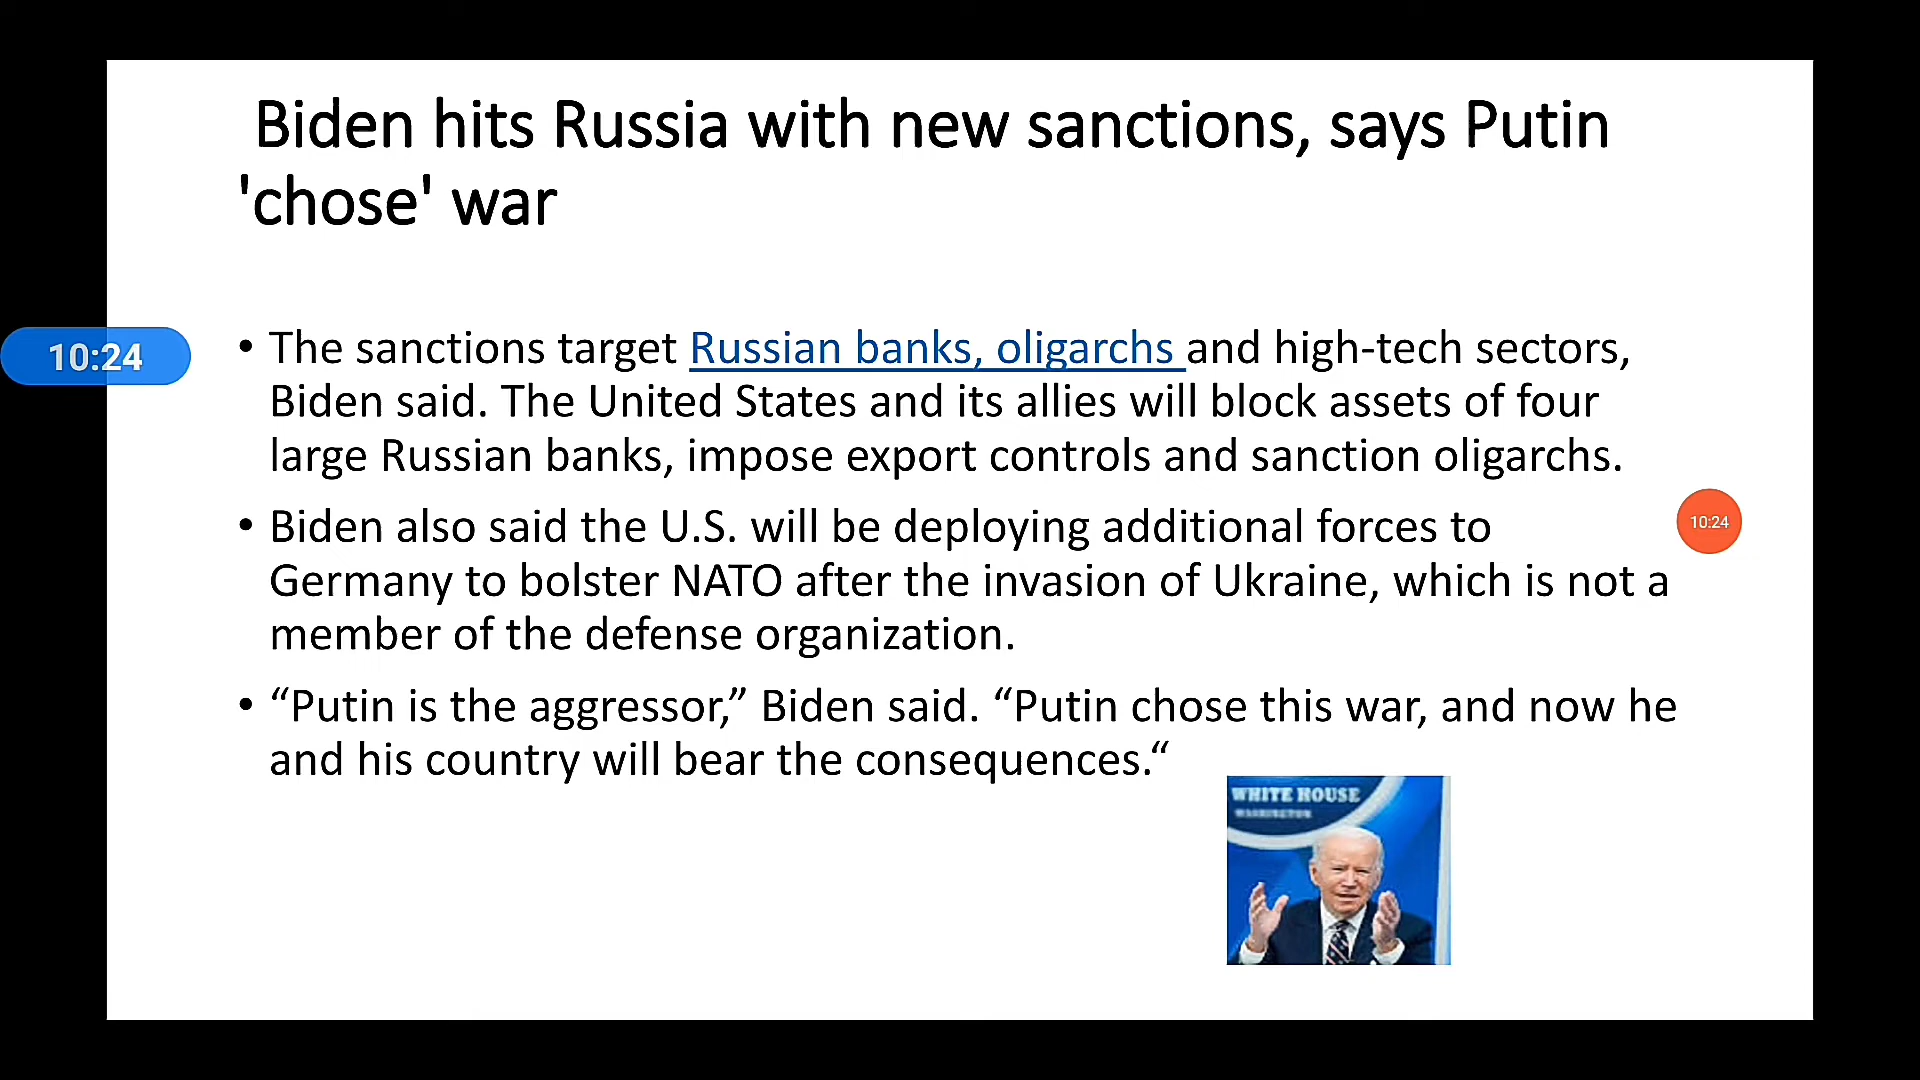 Biden hits Russia with new sanctions, says Putin
'chose' war
10:24
• The sanctions target Russian banks, oligarchs and high-tech sectors,
Biden said. The United States and its allies will block assets of four
large Russian banks, impose export controls and sanction oligarchs.
• Biden also said the U.S. will be deploying additional forces to
10:24
Germany to bolster NATO after the invasion of Ukraine, which is not a
member of the defense organization.
• “Putin is the aggressor,” Biden said. “Putin chose this war, and now he
and his country will bear the consequences.“
WHITE HOUSE
WASHINGTON